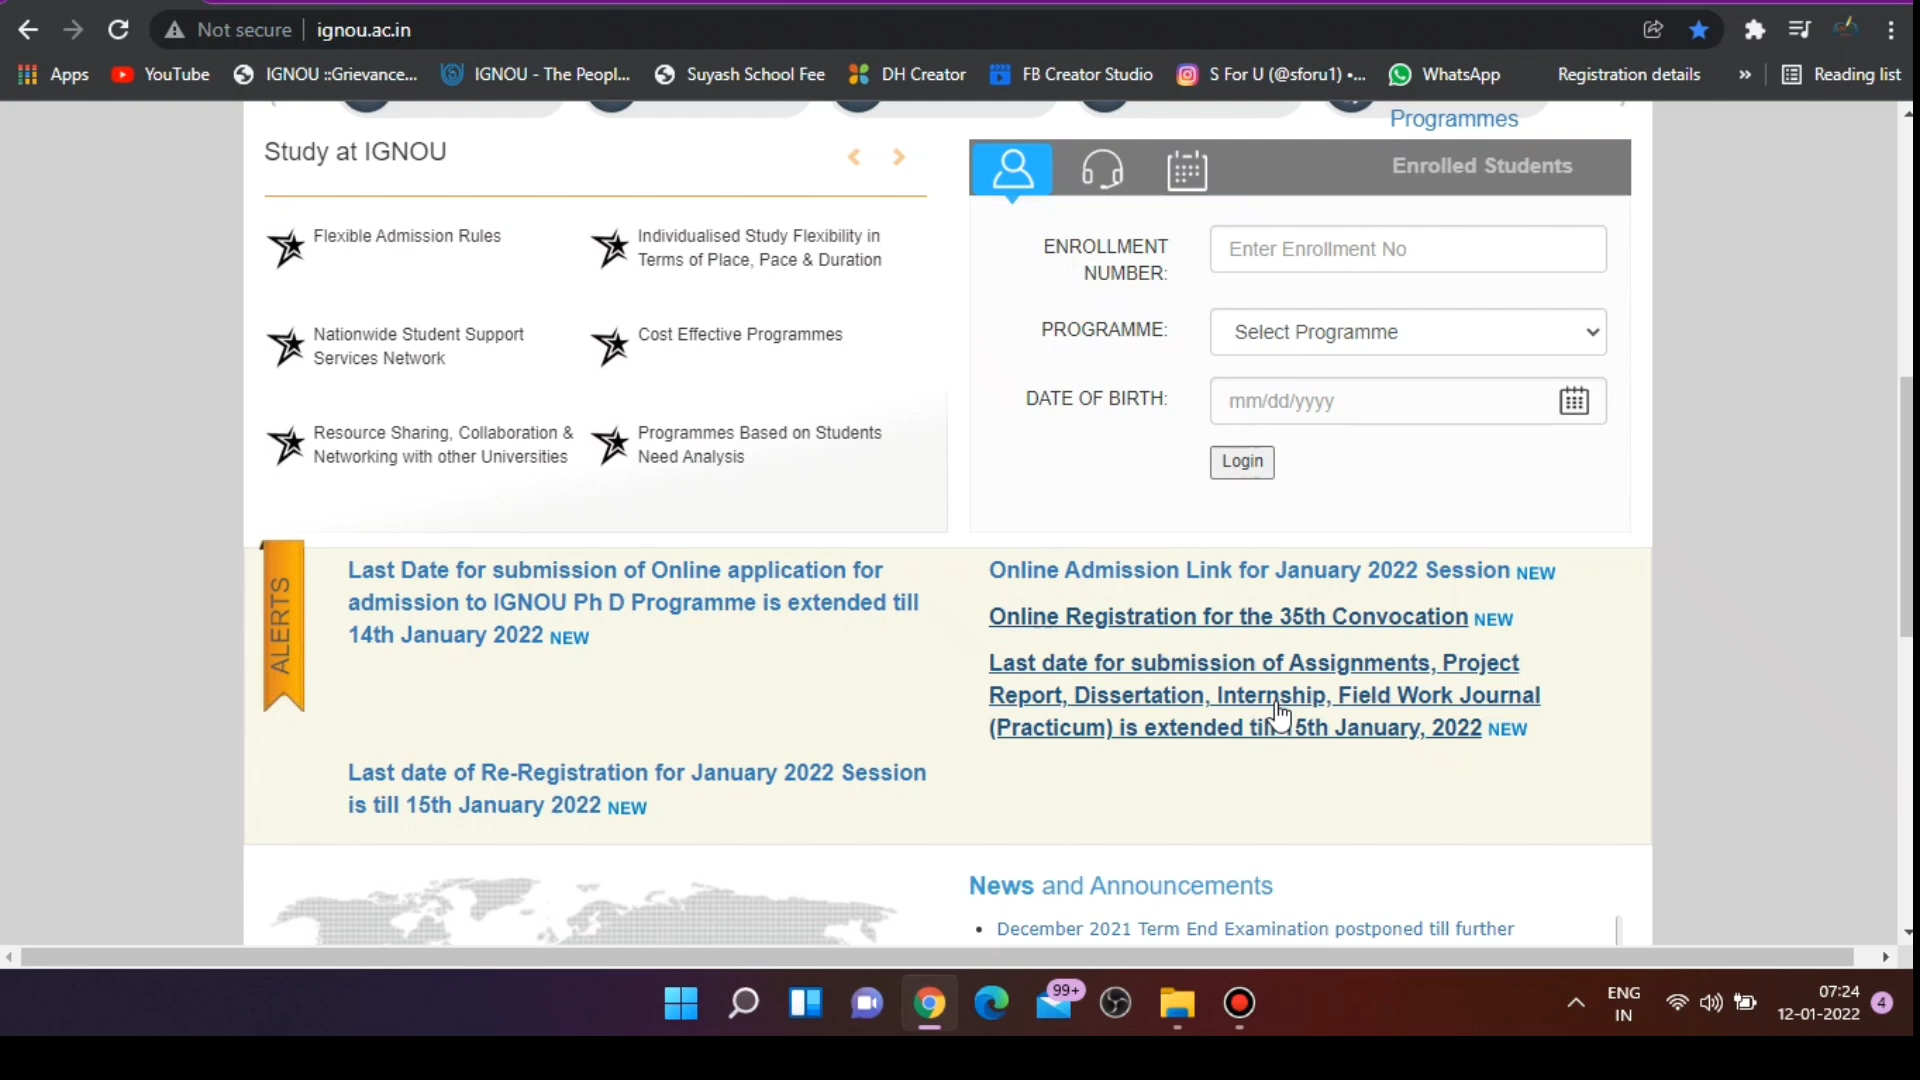 Not secure
ignou.ac.in
Apps
YouTube
IGNOU ::Grievance...
IGNOU - The Peopl...
Suyash School Fee
DH Creator
FB Creator Studio
S For U (@sforu1) •...
WhatsApp
Registration details
»
Reading list
Programmes
Study at IGNOU
Flexible Admission Rules
Individualised Study Flexibility in
Terms of Place, Pace & Duration
Nationwide Student Support
Services Network
Cost Effective Programmes
Resource Sharing, Collaboration &
Networking with other Universities
Programmes Based on Students
Need Analysis
Enrolled Students
ENROLLMENT
NUMBER:
Enter Enrollment No
PROGRAMME:
Select Programme
DATE OF BIRTH:
mm/dd/yyyy
Login
ALERTS
Last Date for submission of Online application for
admission to IGNOU Ph D Programme is extended till
14th January 2022 NEW
Last date of Re-Registration for January 2022 Session
is till 15th January 2022 NEW
Online Admission Link for January 2022 Session NEW
Online Registration for the 35th Convocation NEW
Last date for submission of Assignments, Project
Report, Dissertation, Internship, Field Work Journal
(Practicum) is extended till 15th January, 2022 NEW
News and Announcements
• December 2021 Term End Examination postponed till further
99+
ENG
IN
07:24
12-01-2022
4